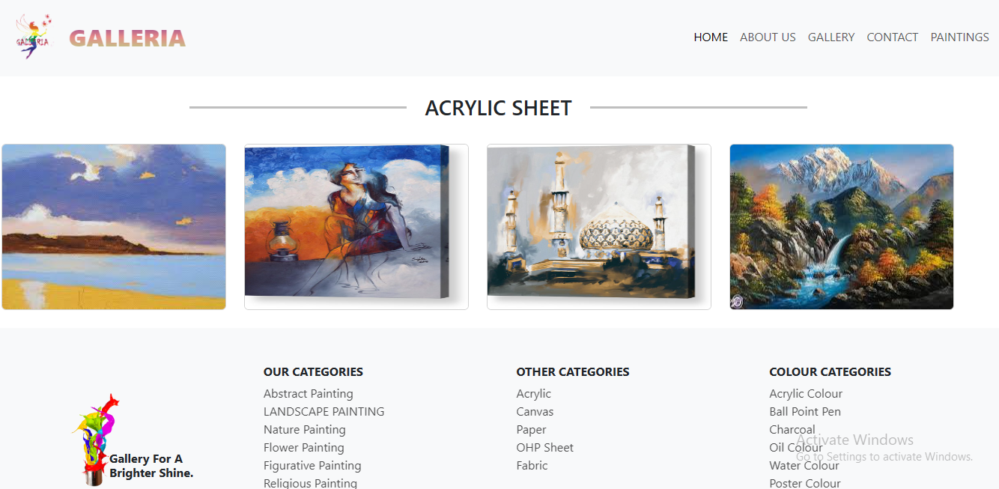 GALLERIA
GALLERIA
HOME ABOUT US GALLERY CONTACT PAINTINGS
ACRYLIC SHEET
Gallery For A
Brighter Shine.
OUR CATEGORIES
Abstract Painting
LANDSCAPE PAINTING
Nature Painting
Flower Painting
Figurative Painting
Religious Painting
OTHER CATEGORIES
Acrylic
Canvas
Paper
OHP Sheet
Fabric
COLOUR CATEGORIES
Acrylic Colour
Ball Point Pen
Charcoal
Oil Colour
Water Colour
Poster Colour
Activate Windows
Go to Settings to activate Windows.